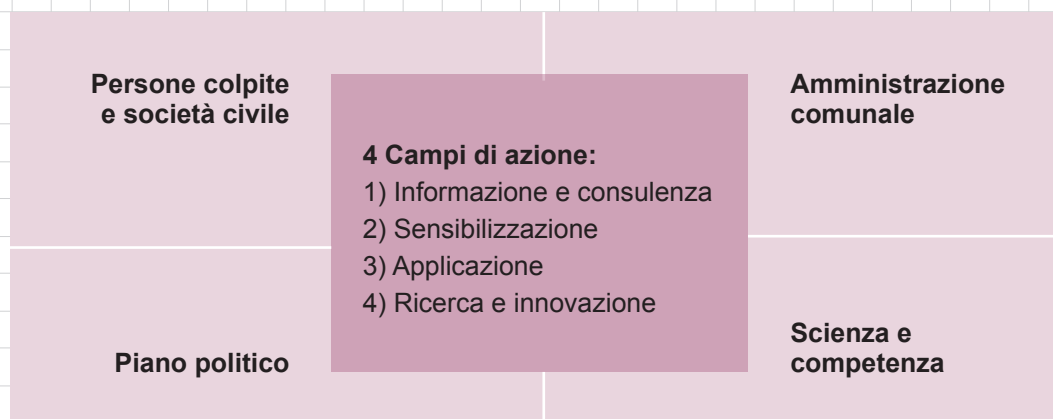 Persone colpite
e società civile
Amministrazione
comunale
4 Campi di azione:
1) Informazione e consulenza
2) Sensibilizzazione
3) Applicazione
4) Ricerca e innovazione
Piano politico
Scienza e
competenza